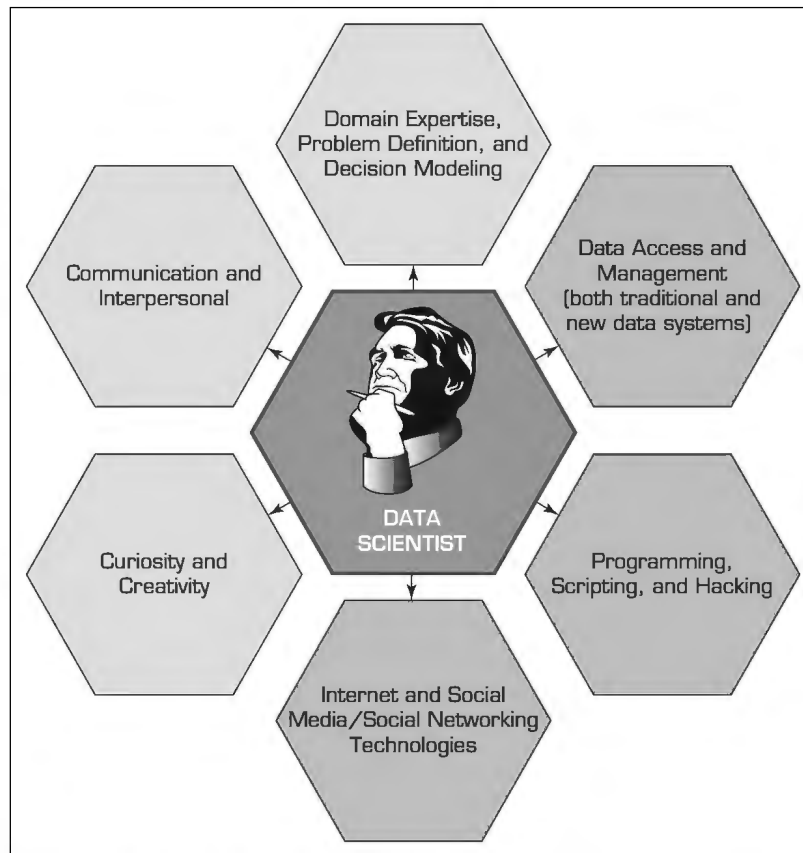 Domain Expertise,
Problem Definition, and
Decision Modeling
Communication and
Interpersonal
Data Access and
Management
(both traditional and
new data systems)
DATA
SCIENTIST
Curiosity and
Creativity
Programming,
Scripting, and Hacking
Internet and Social
Media/Social Networking
Technologies